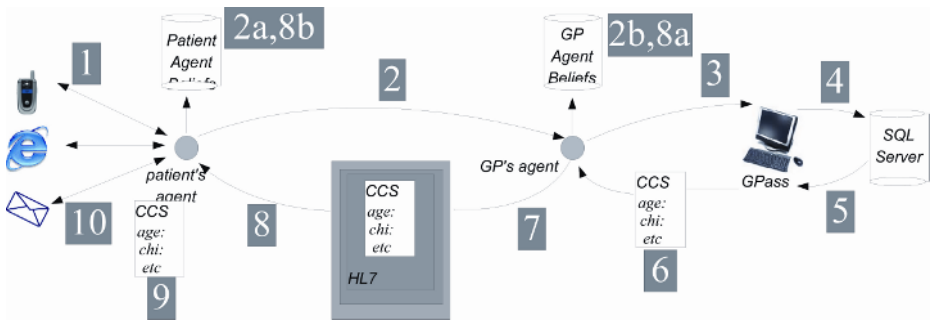 1
2a,8b
Patient
Agent
Beliefs
2
2b,8a
GP
Agent
Beliefs
3
4
SQL
Server
e
patient's
agent
GP's agent
GPass
10
CCS
age:
chi:
etc
9
8
CCS
age:
chi:
etc
HL7
7
CCS
age:
chi:
etc
6
5